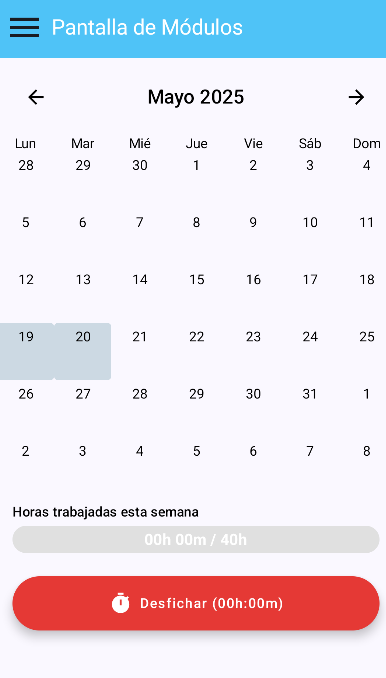 Pantalla de Módulos
Mayo 2025
Lun Mar Mié Jue Vie Sáb Dom
28 29 30 1 2 3 4
5 6 7 8 9 10 11
12 13 14 15 16 17 18
19 20 21 22 23 24 25
26 27 28 29 30 31 1
2 3 4 5 6 7 8
Horas trabajadas esta semana
00h 00m / 40h
Desfichar (00h:00m)